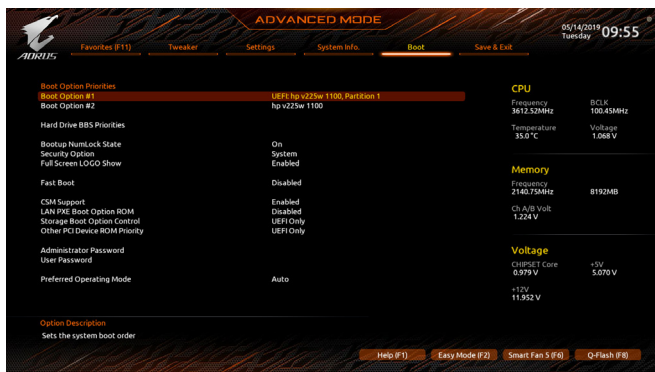 ADVANCED MODE
05/14/2019 Tuesday 09:55
AORUS
Favorites (F11) Tweaker Settings System Info. Boot Save & Exit
Boot Option Priorities
Boot Option #1 UEFI: hp v225w 1100, Partition 1
Boot Option #2 hp v225w 1100
Hard Drive BBS Priorities
Bootup NumLock State On
Security Option System
Full Screen LOGO Show Enabled
Fast Boot Disabled
CSM Support Enabled
LAN PXE Boot Option ROM Disabled
Storage Boot Option Control UEFI Only
Other PCI Device ROM Priority UEFI Only
Administrator Password
User Password
Preferred Operating Mode Auto
CPU
Frequency BCLK
3612.52MHz 100.45MHz
Temperature Voltage
35.0 °C 1.068 V
Memory
Frequency
2140.75MHz 8192MB
Ch A/B Volt
1.224 V
Voltage
CHIPSET Core +5V
0.979 V 5.070 V
+12V
11.952 V
Option Description
Sets the system boot order
Help (F1) Easy Mode (F2) Smart Fan 5 (F6) Q-Flash (F8)